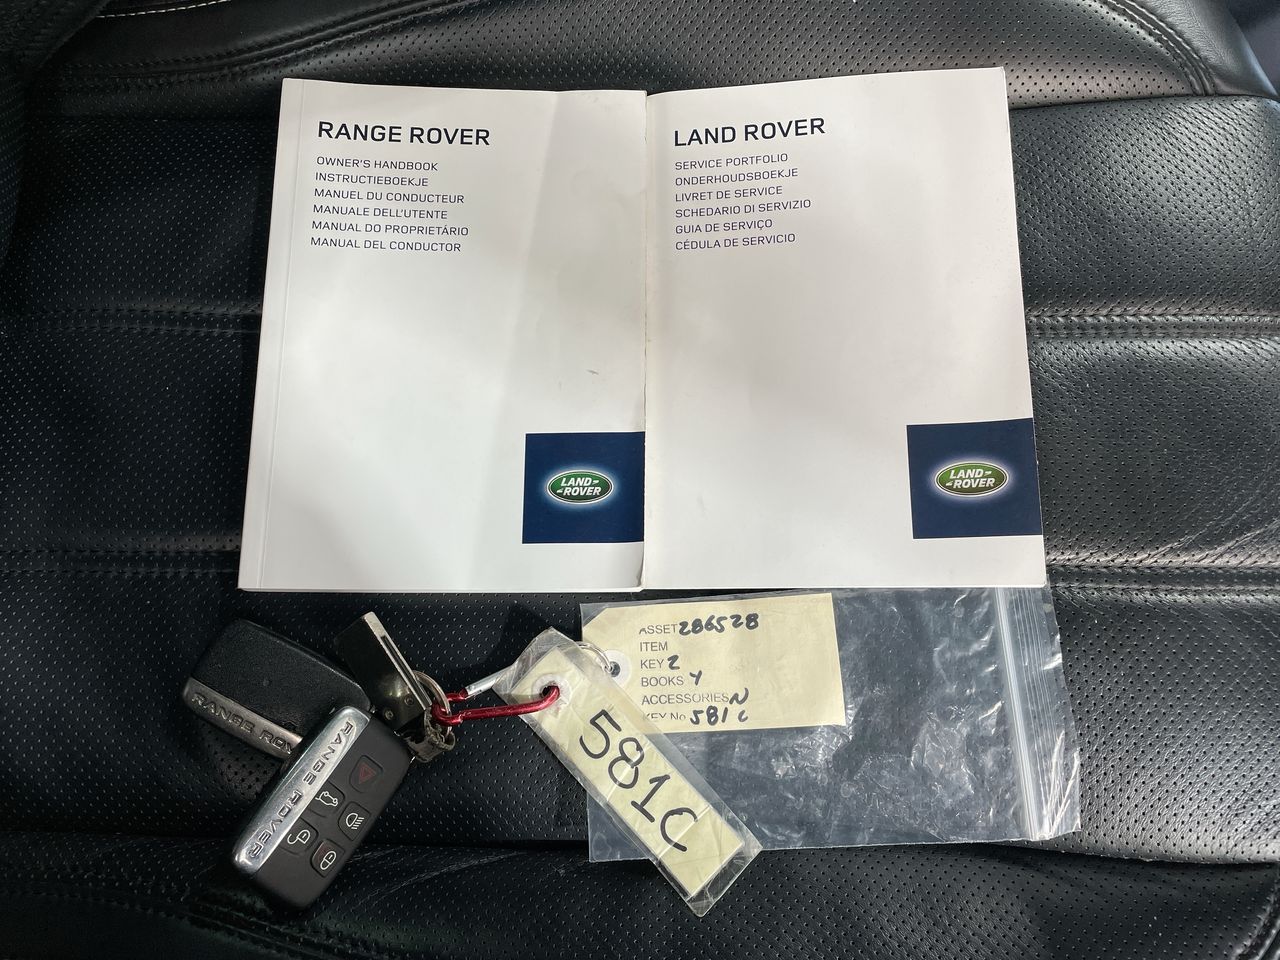 RANGE ROVER
OWNER'S HANDBOOK
INSTRUCTIEBOEKJE
MANUEL DU CONDUCTEUR
MANUALE DELL'UTENTE
MANUAL DO PROPRIETÁRIO
MANUAL DEL CONDUCTOR
LAND-
-ROVER
LAND ROVER
SERVICE PORTFOLIO
ONDERHOUDSBOEKJE
LIVRET DE SERVICE
SCHEDARIO DI SERVIZIO
GUIA DE SERVIÇO
CÉDULA DE SERVICIO
LAND-
-ROVER
ASSET 286528
ITEM
KEY 2
BOOKS Y
ACCESSORIES N
KEY No 581C
581C
RANGE ROV
RANGE ROVER